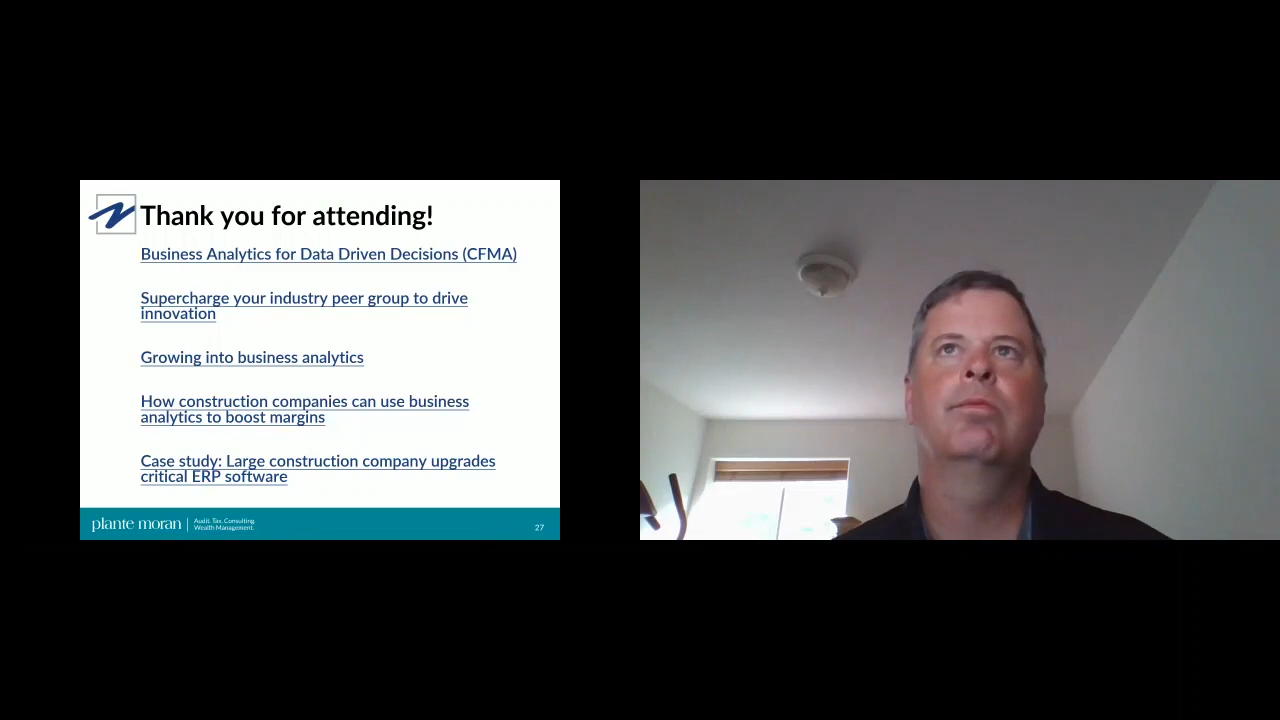 Thank you for attending!
Business Analytics for Data Driven Decisions (CFMA)
Supercharge your industry peer group to drive
innovation
Growing into business analytics
How construction companies can use business
analytics to boost margins
Case study: Large construction company upgrades
critical ERP software
plante moran
Audit. Tax. Consulting.
Wealth Management.
27